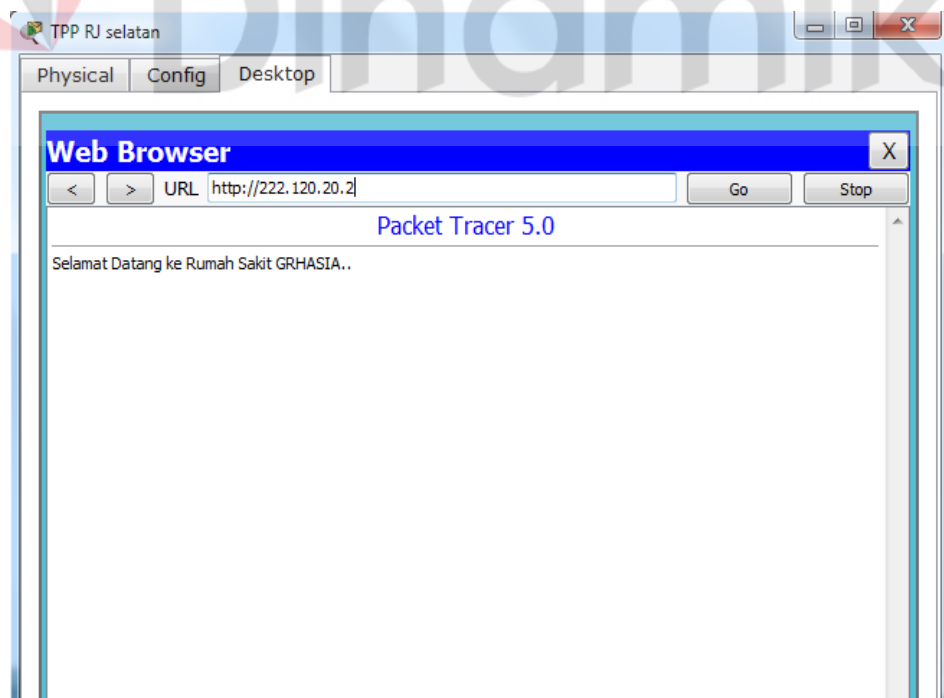 Dinamik
TPP RJ selatan
Physical Config Desktop
Web Browser X
< > URL http://222.120.20.2 Go Stop
Packet Tracer 5.0
Selamat Datang ke Rumah Sakit GRHASIA..